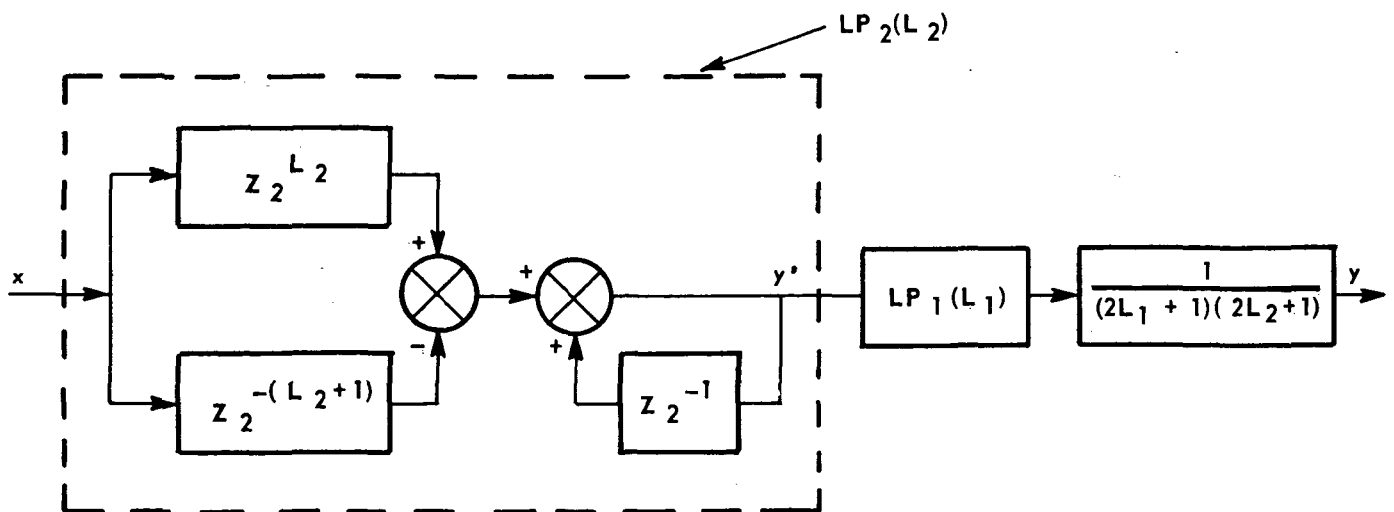 LP 2(L 2)
Z 2 L 2
x
+
-
Z 2 -(L 2+1)
+
+
Z 2 -1
y'
LP 1(L 1)
1
(2L 1 + 1)( 2L 2+1)
y